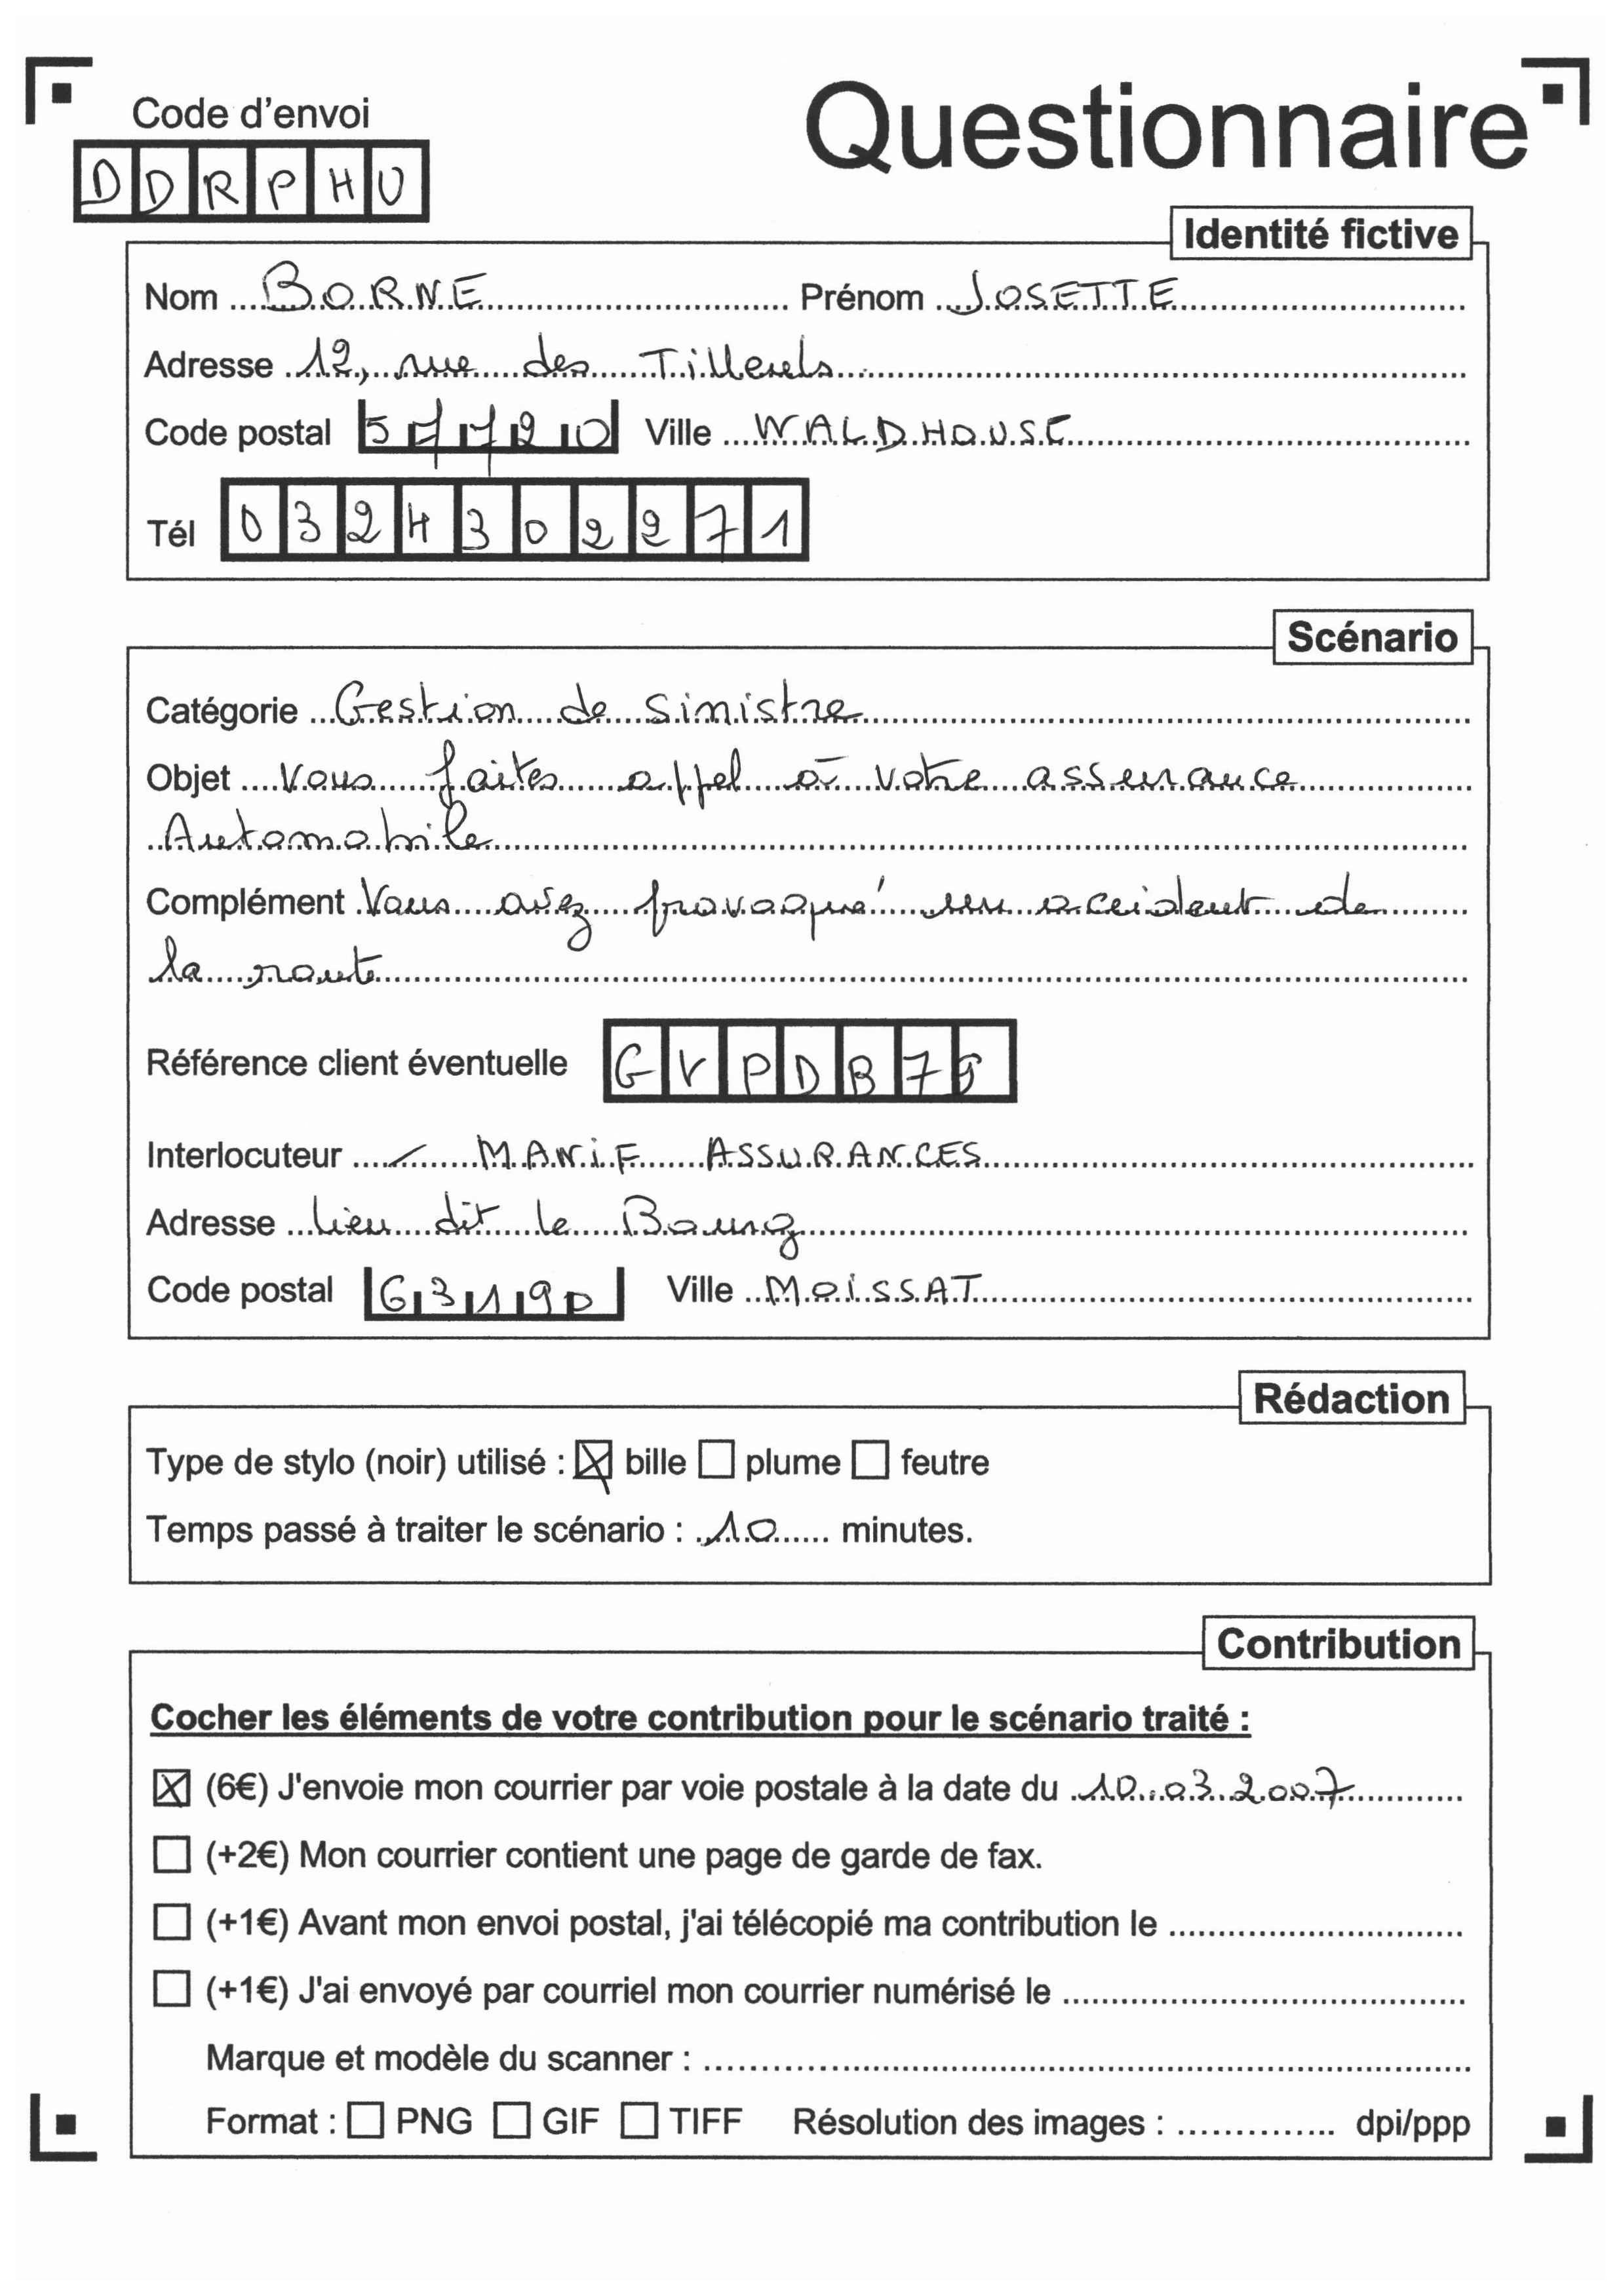 Code d'envoi
Questionnaire
DDRPHU
Identité fictive
Nom BORNE Prénom JOSETTE
Adresse 12, rue des Tilleuls
Code postal 57720 Ville WALDHOUSE
Tél 0324302271
Scénario
Catégorie Gestion de sinistre
Objet Vous faites appel à votre assurance
Automobile
Complément Vous avez provoqué un accident de
la route
Référence client éventuelle GVPDB79
Interlocuteur MANIF ASSURANCES
Adresse lieu dit le Bourg
Code postal 63190 Ville MOISSAT
Rédaction
Type de stylo (noir) utilisé : ☒ bille ☐ plume ☐ feutre
Temps passé à traiter le scénario : 10 minutes.
Contribution
Cocher les éléments de votre contribution pour le scénario traité :
☒ (6€) J'envoie mon courrier par voie postale à la date du 10.03.2007
☐ (+2€) Mon courrier contient une page de garde de fax.
☐ (+1€) Avant mon envoi postal, j'ai télécopié ma contribution le
☐ (+1€) J'ai envoyé par courriel mon courrier numérisé le
Marque et modèle du scanner :
Format : ☐ PNG ☐ GIF ☐ TIFF Résolution des images : dpi/ppp